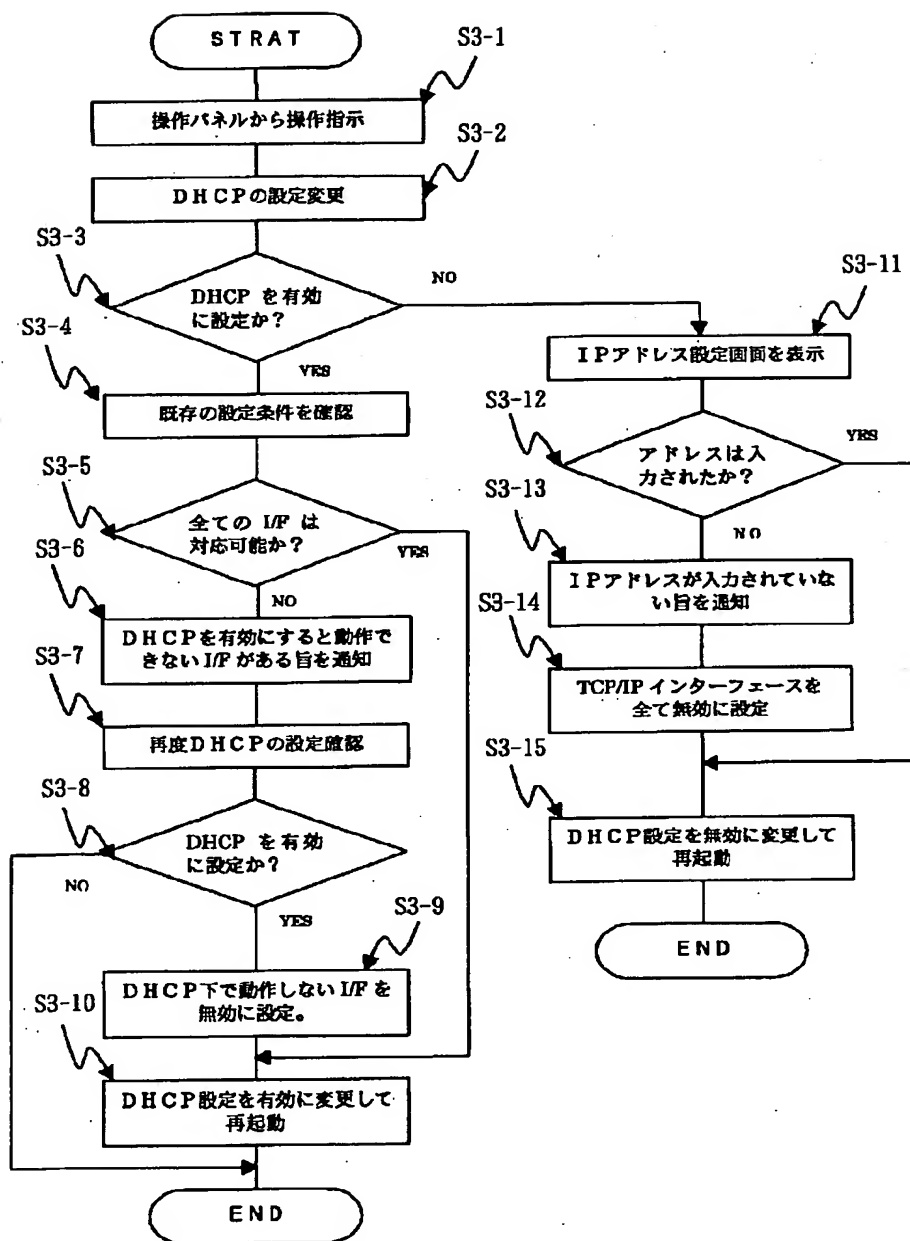 STRAT
S3-1
操作パネルから操作指示
S3-2
DHCPの設定変更
S3-3
DHCP を有効
に設定か?
NO
YES
S3-4
既存の設定条件を確認
S3-5
全ての I/F は
対応可能か?
YES
NO
S3-6
DHCPを有効にすると動作で
きない I/F がある旨を通知
S3-7
再度DHCPの設定確認
S3-8
DHCP を有効
に設定か?
NO
YES
S3-9
DHCP下で動作しない I/F を
無効に設定。
S3-10
DHCP設定を有効に変更して
再起動
END
S3-11
IPアドレス設定画面を表示
S3-12
アドレスは入
力されたか?
YES
NO
S3-13
IPアドレスが入力されていな
い旨を通知
S3-14
TCP/IP インターフェースを
全て無効に設定
S3-15
DHCP設定を無効に変更して
再起動
END